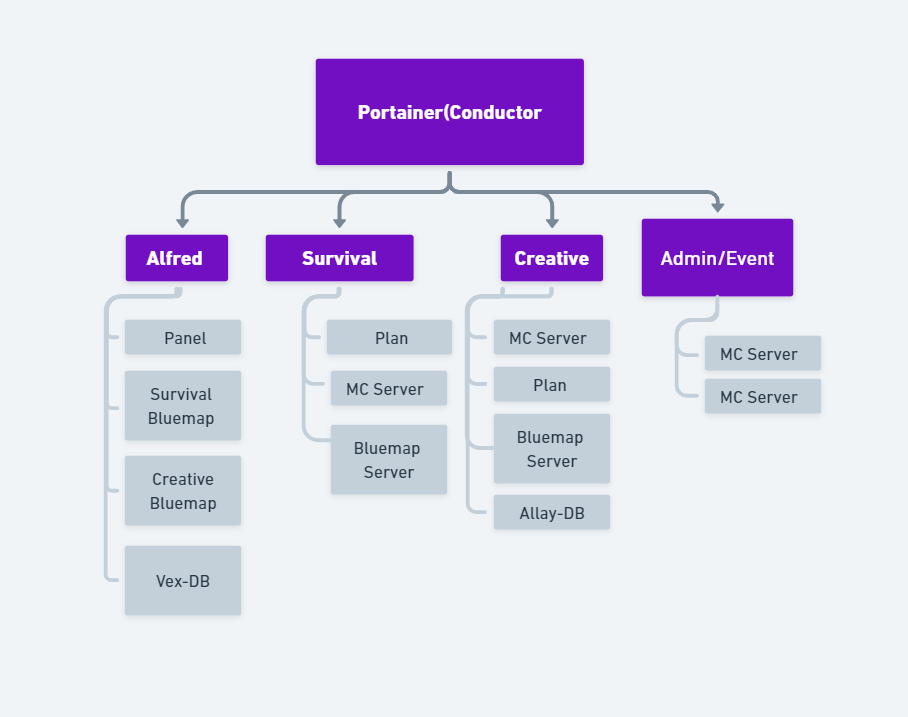 Portainer(Conductor
Alfred
Survival
Creative
Admin/Event
Panel
Survival
Bluemap
Creative
Bluemap
Vex-DB
Plan
MC Server
Bluemap
Server
MC Server
Plan
Bluemap
Server
Allay-DB
MC Server
MC Server